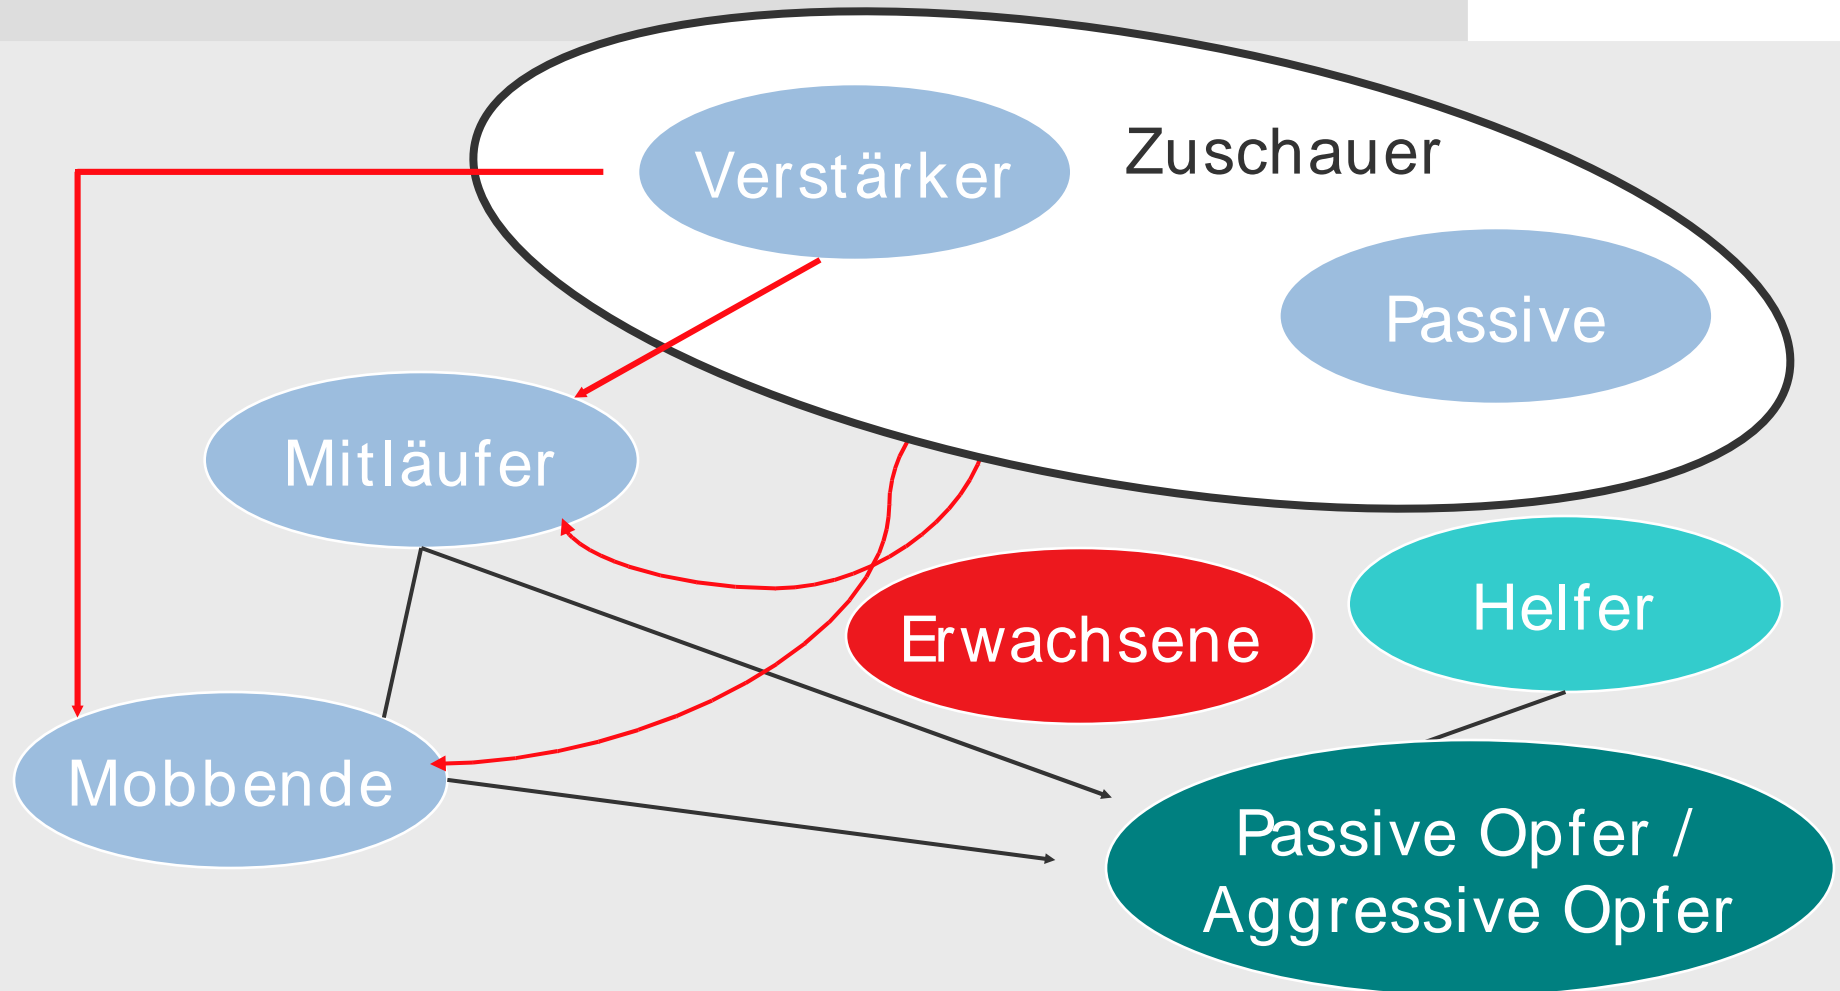 Verstärker
Zuschauer
Passive
Mitläufer
Erwachsene
Helfer
Mobbende
Passive Opfer /
Aggressive Opfer